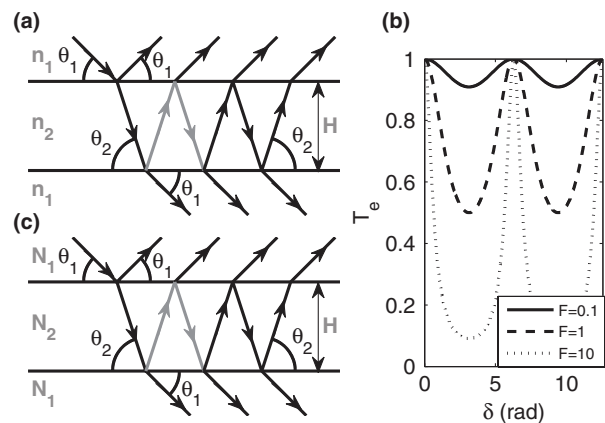 (a)
n₁ θ₁ θ₁
n₂ θ₂ θ₂ H
n₁ θ₁
(c)
N₁ θ₁ θ₁
N₂ θ₂ θ₂ H
N₁ θ₁
(b)
1
0.8
0.6
0.4
0.2
0
Tₑ
0 5 10
δ (rad)
F=0.1
F=1
F=10